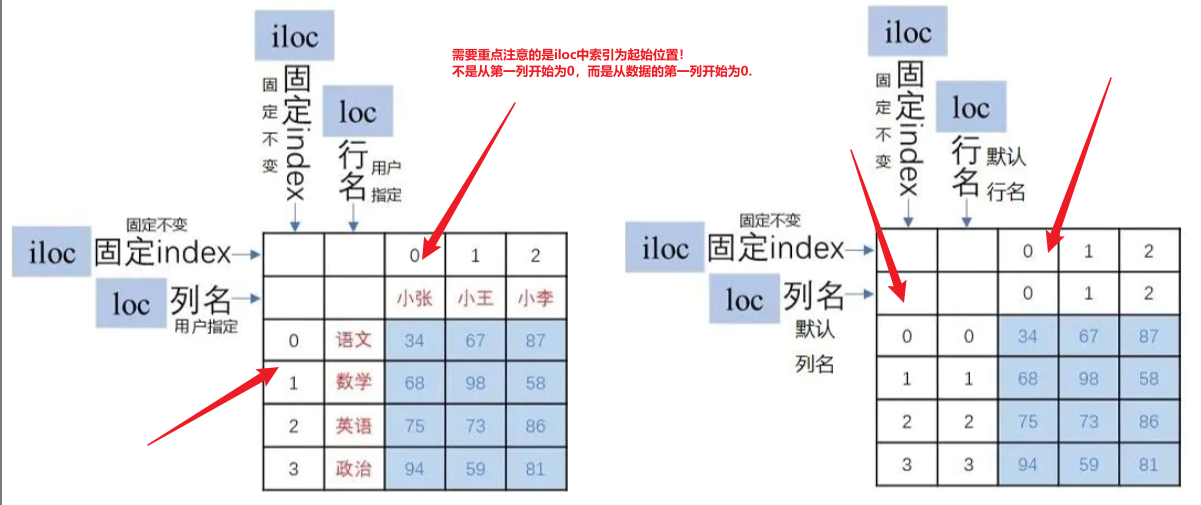 iloc
固定不变
固定index
loc
行名
用户
指定
需要重点注意的是iloc中索引为起始位置！
不是从第一列开始为0，而是从数据的第一列开始为0.
iloc
固定不变
固定index
loc
列名
用户指定
0 1 2
小张 小王 小李
0 语文 34 67 87
1 数学 68 98 58
2 英语 75 73 86
3 政治 94 59 81
iloc
固定不变
固定index
loc
行名
默认
行名
iloc
固定不变
固定index
loc
列名
默认
列名
0 1 2
0 1 2
0 0 34 67 87
1 1 68 98 58
2 2 75 73 86
3 3 94 59 81